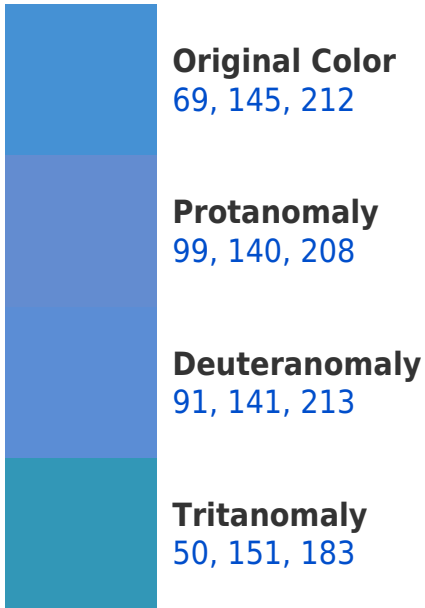 Original Color
69, 145, 212
Protanomaly
99, 140, 208
Deuteranomaly
91, 141, 213
Tritanomaly
50, 151, 183